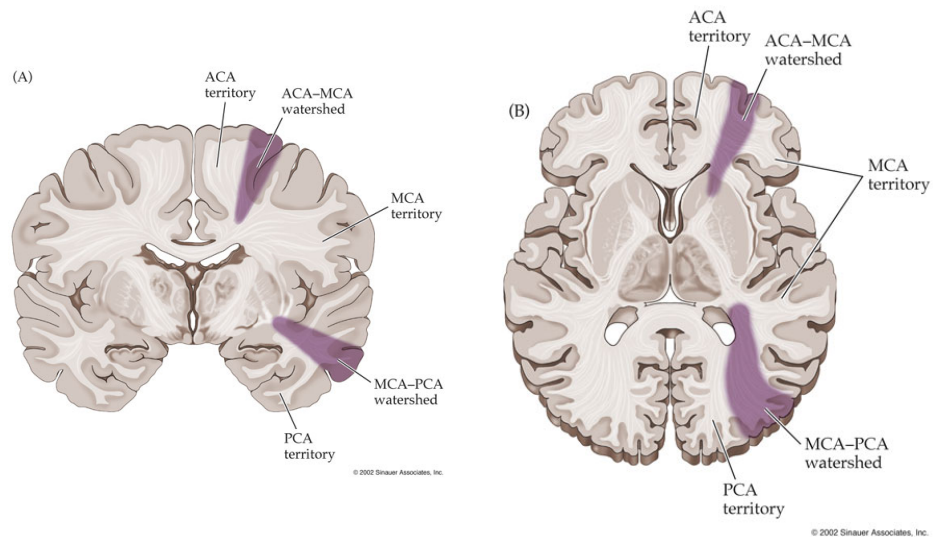 (A)
ACA
territory
ACA–MCA
watershed
MCA
territory
MCA–PCA
watershed
PCA
territory
© 2002 Sinauer Associates, Inc.
(B)
ACA
territory
ACA–MCA
watershed
MCA
territory
MCA–PCA
watershed
PCA
territory
© 2002 Sinauer Associates, Inc.